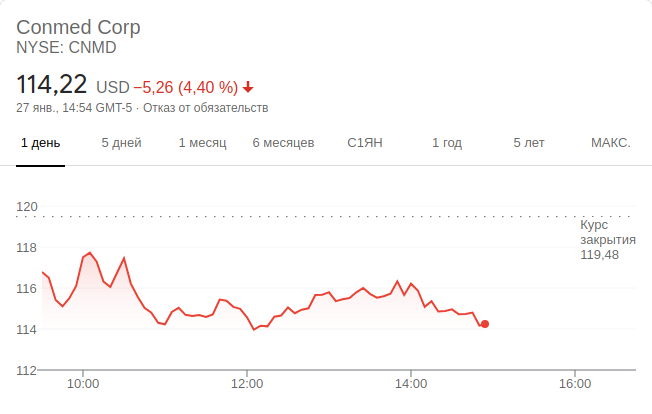 Conmed Corp
NYSE: CNMD
114,22 USD −5,26 (4,40 %)
27 янв., 14:54 GMT-5 · Отказ от обязательств
1 день 5 дней 1 месяц 6 месяцев С1ЯН 1 год 5 лет МАКС.
120
Курс
закрытия
119,48
118
116
114
112
10:00 12:00 14:00 16:00